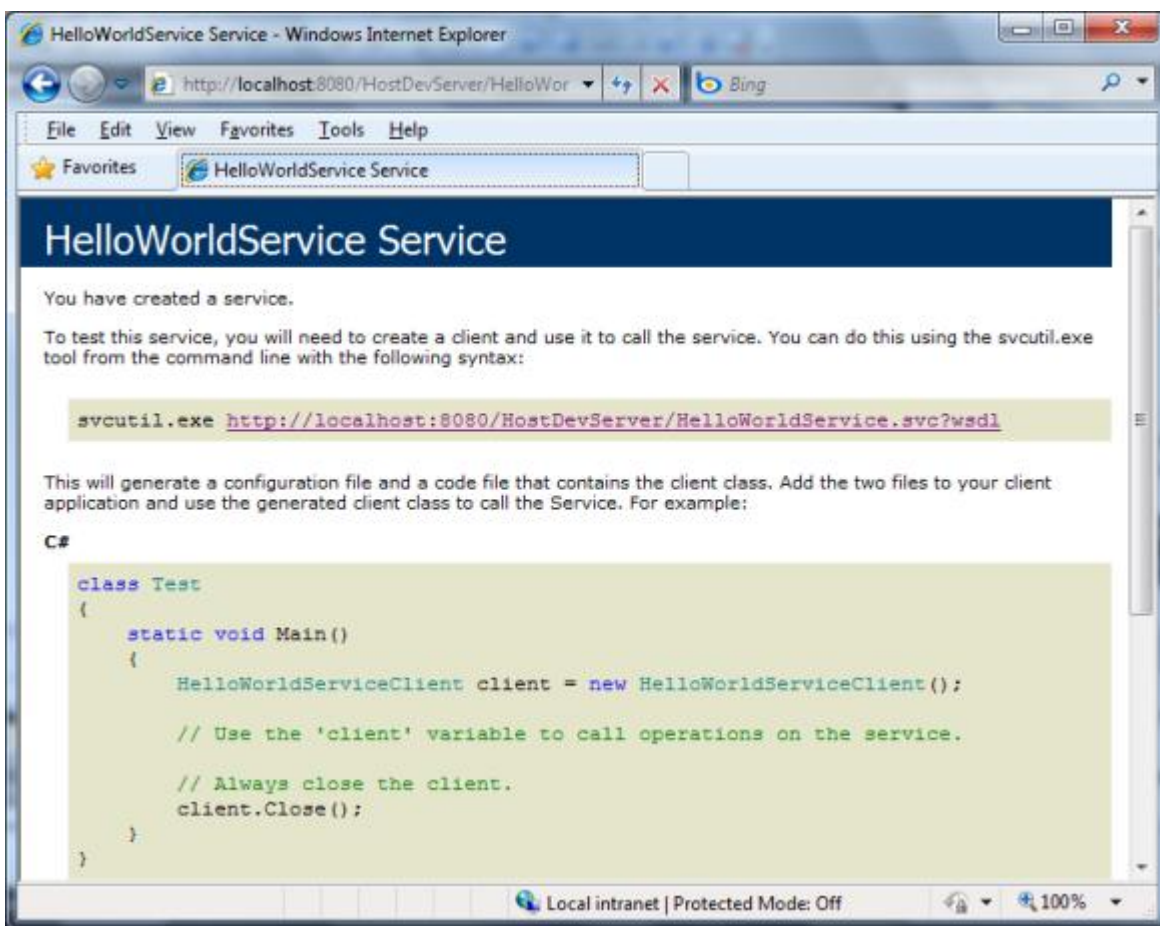 HelloWorldService Service - Windows Internet Explorer
http://localhost:8080/HostDevServer/HelloWor
Bing
File Edit View Favorites Tools Help
Favorites HelloWorldService Service
HelloWorldService Service
You have created a service.
To test this service, you will need to create a client and use it to call the service. You can do this using the svcutil.exe
tool from the command line with the following syntax:
svcutil.exe http://localhost:8080/HostDevServer/HelloWorldService.svc?wsdl
This will generate a configuration file and a code file that contains the client class. Add the two files to your client
application and use the generated client class to call the Service. For example:
C#
class Test
{
static void Main()
{
HelloWorldServiceClient client = new HelloWorldServiceClient();
// Use the 'client' variable to call operations on the service.
// Always close the client.
client.Close();
}
}
Local intranet | Protected Mode: Off
100%